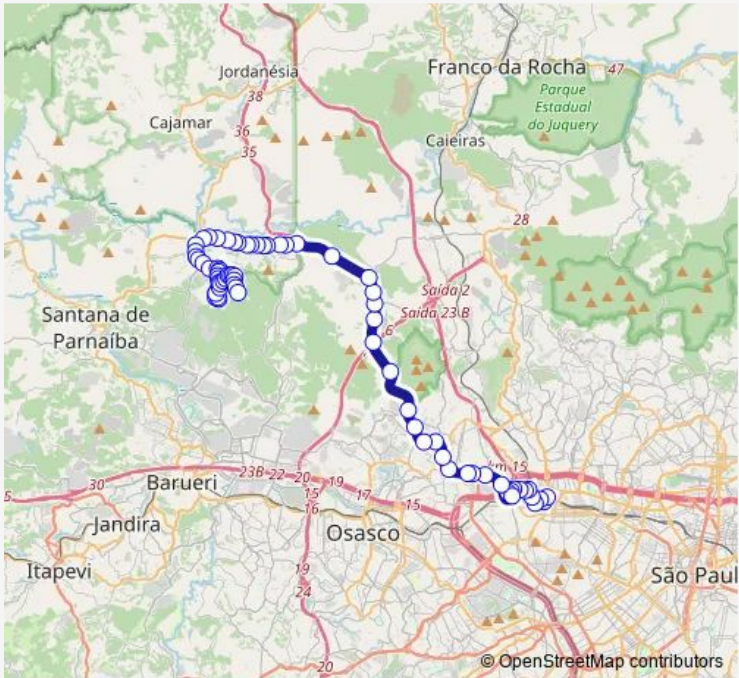 Jordanésia
Franco da Rocha
47
Parque
Estadual
do Juquery
38
Cajamar
36
Caieiras
35
28
Saída 2
Saída 23 B
Santana de
Parnaíba
6
km 15
23B 22 20 19
30
Barueri
15
17
15
5
16
Jandira
Osasco
Itapevi
19
São Paul
24
20
© OpenStreetMap contributors